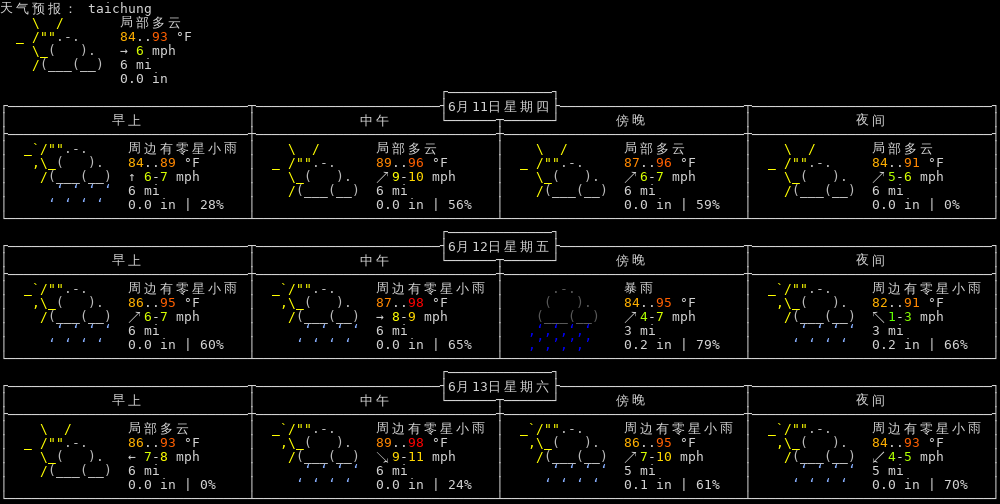 天气预报： taichung
局部多云
84..93 °F
→ 6 mph
6 mi
0.0 in
6月11日星期四
早上 中午 傍晚 夜间
周边有零星小雨 局部多云 局部多云 局部多云
84..89 °F 89..96 °F 87..96 °F 84..91 °F
↑ 6-7 mph ↗ 9-10 mph ↗ 6-7 mph ↗ 5-6 mph
6 mi 6 mi 6 mi 6 mi
0.0 in | 28% 0.0 in | 56% 0.0 in | 59% 0.0 in | 0%
6月12日星期五
早上 中午 傍晚 夜间
周边有零星小雨 周边有零星小雨 暴雨 周边有零星小雨
86..95 °F 87..98 °F 84..95 °F 82..91 °F
↗ 6-7 mph → 8-9 mph ↗ 4-7 mph ↖ 1-3 mph
6 mi 6 mi 3 mi 3 mi
0.0 in | 60% 0.0 in | 65% 0.2 in | 79% 0.2 in | 66%
6月13日星期六
早上 中午 傍晚 夜间
局部多云 周边有零星小雨 周边有零星小雨 周边有零星小雨
86..93 °F 89..98 °F 86..95 °F 84..93 °F
← 7-8 mph ↘ 9-11 mph ↗ 7-10 mph ↙ 4-5 mph
6 mi 6 mi 5 mi 5 mi
0.0 in | 0% 0.0 in | 24% 0.1 in | 61% 0.0 in | 70%